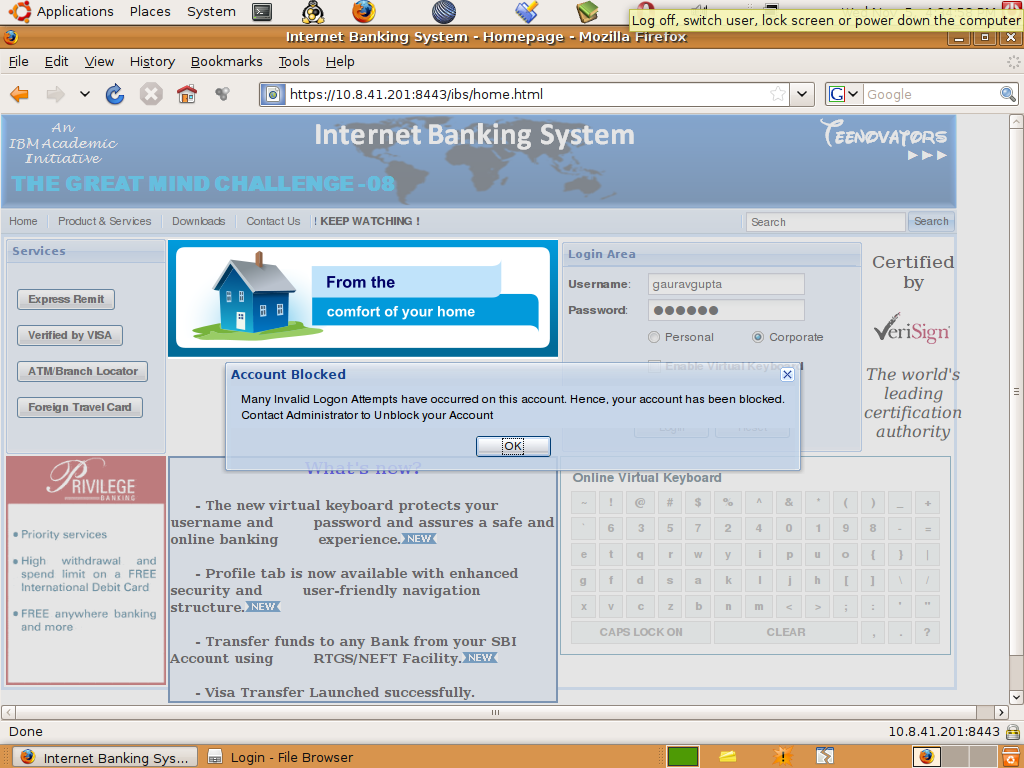 Applications Places System
Log off, switch user, lock screen or power down the computer
Internet Banking System - Homepage - Mozilla Firefox
File Edit View History Bookmarks Tools Help
https://10.8.41.201:8443/ibs/home.html
G Google
An
IBM Academic
Initiative
Internet Banking System
TEENOVATORS
THE GREAT MIND CHALLENGE -08
Home Product & Services Downloads Contact Us ! KEEP WATCHING ! Search Search
Services
Express Remit
Verified by VISA
ATM/Branch Locator
Foreign Travel Card
From the
comfort of your home
Login Area
Username: gauravgupta
Password: ●●●●●●
Personal Corporate
Enable Virtual Keyboard
Certified
by
VeriSign
The world's
leading
certification
authority
Account Blocked
Many Invalid Logon Attempts have occurred on this account. Hence, your account has been blocked.
Contact Administrator to Unblock your Account
OK
PRIVILEGE
BANKING
Priority services
High withdrawal and
spend limit on a FREE
International Debit Card
FREE anywhere banking
and more
What's new?
- The new virtual keyboard protects your
username and password and assures a safe and
online banking experience. NEW
- Profile tab is now available with enhanced
security and user-friendly navigation
structure. NEW
- Transfer funds to any Bank from your SBI
Account using RTGS/NEFT Facility. NEW
- Visa Transfer Launched successfully.
Online Virtual Keyboard
~ ! @ # $ % ^ & * ( ) _ +
` 6 3 5 7 2 4 0 1 9 8 - =
e t q r w y i p u o { } |
g f d s a k l j h [ ] \ /
x v c z b n m < > ; : ' "
CAPS LOCK ON CLEAR , . ?
Done 10.8.41.201:8443
Internet Banking Sys... Login - File Browser